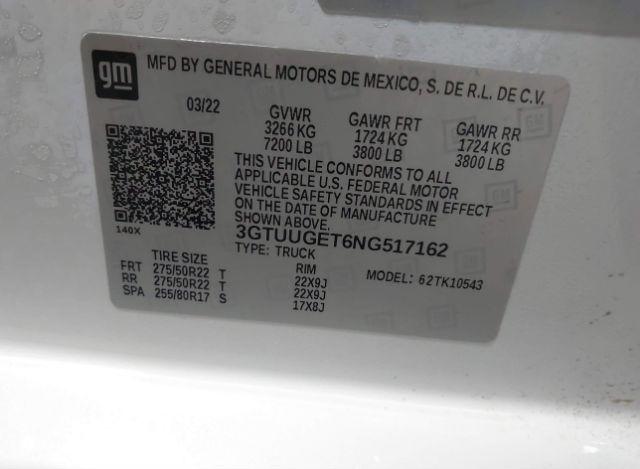 gm
MFD BY GENERAL MOTORS DE MEXICO, S. DE R.L. DE C.V.
03/22 GVWR GAWR FRT GAWR RR
3266 KG 1724 KG 1724 KG
7200 LB 3800 LB 3800 LB
THIS VEHICLE CONFORMS TO ALL
APPLICABLE U.S. FEDERAL MOTOR
VEHICLE SAFETY STANDARDS IN EFFECT
ON THE DATE OF MANUFACTURE
SHOWN ABOVE
140X
3GTUUGET6NG517162
TYPE: TRUCK MODEL: 62TK10543
TIRE SIZE RIM
FRT 275/50R22 T 22X9J
RR 275/50R22 T 22X9J
SPA 255/80R17 S 17X8J